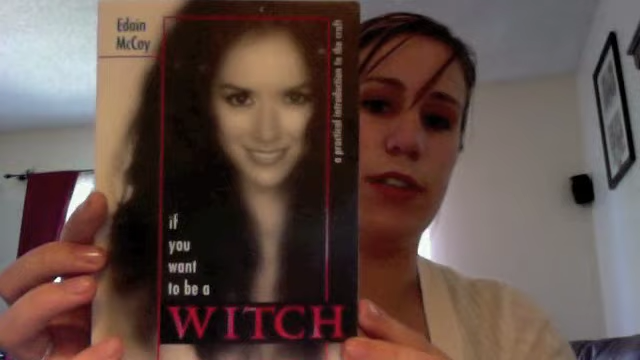 Edain
McCoy
a practical introduction to the craft
if
you
want
to be a
WITCH